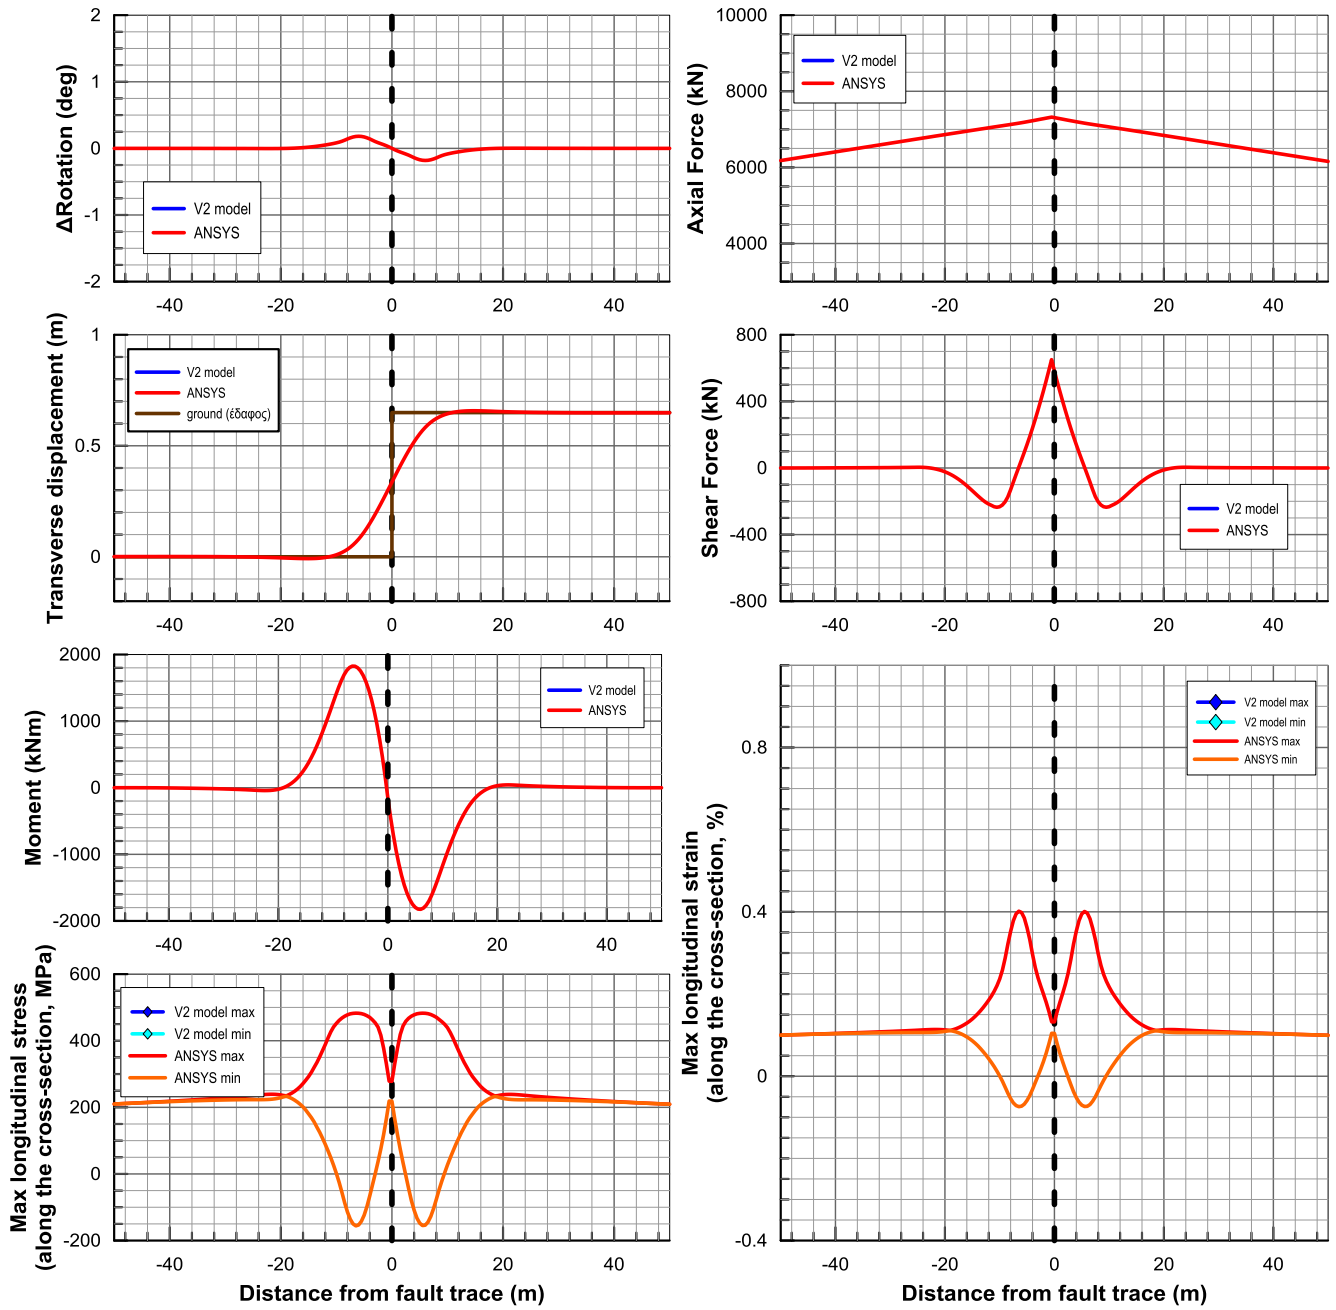 2
1
0
-1
-2
ΔRotation (deg)
V2 model
ANSYS
-40 -20 0 20 40
10000
8000
6000
4000
Axial Force (kN)
V2 model
ANSYS
-40 -20 0 20 40
1
0.5
0
Transverse displacement (m)
V2 model
ANSYS
ground (έδαφος)
-40 -20 0 20 40
800
400
0
-400
-800
Shear Force (kN)
V2 model
ANSYS
-40 -20 0 20 40
2000
1000
0
-1000
-2000
Moment (kNm)
V2 model
ANSYS
-40 -20 0 20 40
600
400
200
0
-200
Max longitudinal stress
(along the cross-section, MPa)
V2 model max
V2 model min
ANSYS max
ANSYS min
-40 -20 0 20 40
Distance from fault trace (m)
0.8
0.4
0
-0.4
Max longitudinal strain
(along the cross-section, %)
V2 model max
V2 model min
ANSYS max
ANSYS min
-40 -20 0 20 40
Distance from fault trace (m)